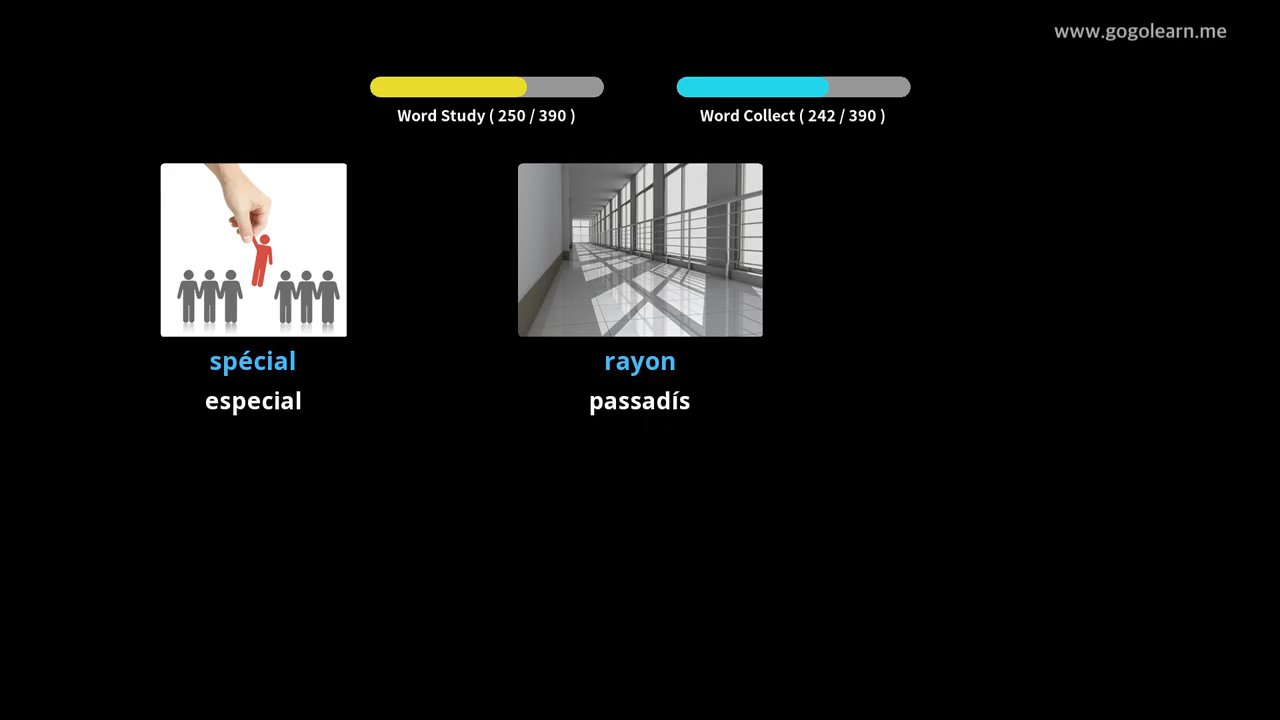 www.gogolearn.me
Word Study ( 250 / 390 )
Word Collect ( 242 / 390 )
spécial
especial
rayon
passadís